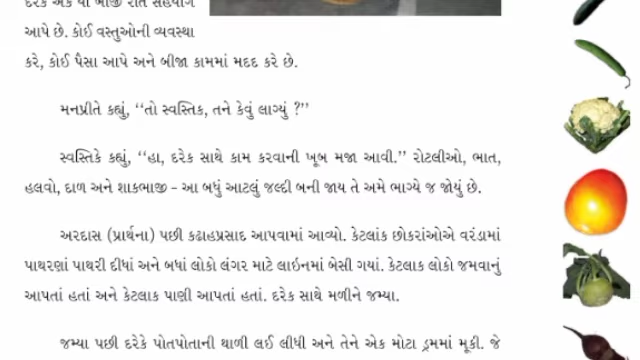 દરેક એક યા બીજી રીતે સહયોગ
આપે છે. કોઈ વસ્તુઓની વ્યવસ્થા
કરે, કોઈ પૈસા આપે અને બીજા કામમાં મદદ કરે છે.
મનપ્રીતે કહ્યું, ‘‘તો સ્વસ્તિક, તને કેવું લાગ્યું ?’’
સ્વસ્તિકે કહ્યું, ‘‘હા, દરેક સાથે કામ કરવાની ખૂબ મજા આવી.’’ રોટલીઓ, ભાત,
હલવો, દાળ અને શાકભાજી - આ બધું આટલું જલ્દી બની જાય તે અમે ભાગ્યે જ જોયું છે.
અરદાસ (પ્રાર્થના) પછી કઢાહપ્રસાદ આપવામાં આવ્યો. કેટલાંક છોકરાંઓએ વરંડામાં
પાથરણાં પાથરી દીધાં અને બધાં લોકો લંગર માટે લાઇનમાં બેસી ગયાં. કેટલાક લોકો જમવાનું
આપતાં હતાં અને કેટલાક પાણી આપતાં હતાં. દરેક સાથે મળીને જમ્યા.
જમ્યા પછી દરેકે પોતપોતાની થાળી લઈ લીધી અને તેને એક મોટા ડ્રમમાં મૂકી. જે